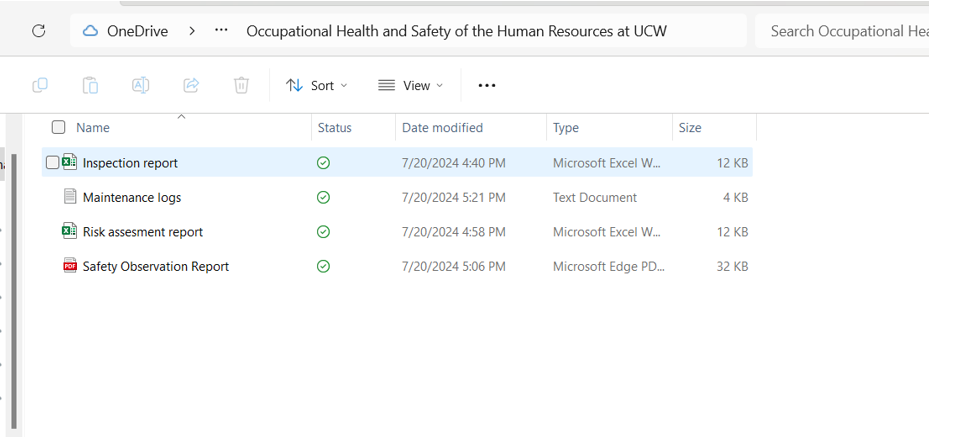 OneDrive > ... Occupational Health and Safety of the Human Resources at UCW Search Occupational Hea
Sort View ...
Name Status Date modified Type Size
Inspection report 7/20/2024 4:40 PM Microsoft Excel W... 12 KB
Maintenance logs 7/20/2024 5:21 PM Text Document 4 KB
Risk assesment report 7/20/2024 4:58 PM Microsoft Excel W... 12 KB
PDF Safety Observation Report 7/20/2024 5:06 PM Microsoft Edge PD... 32 KB